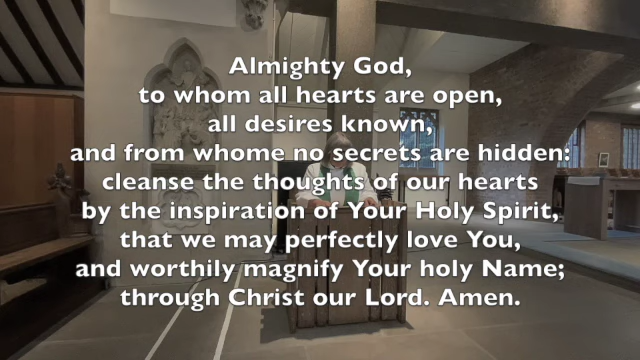 Almighty God,
to whom all hearts are open,
all desires known,
and from whome no secrets are hidden:
cleanse the thoughts of our hearts
by the inspiration of Your Holy Spirit,
that we may perfectly love You,
and worthily magnify Your holy Name;
through Christ our Lord. Amen.